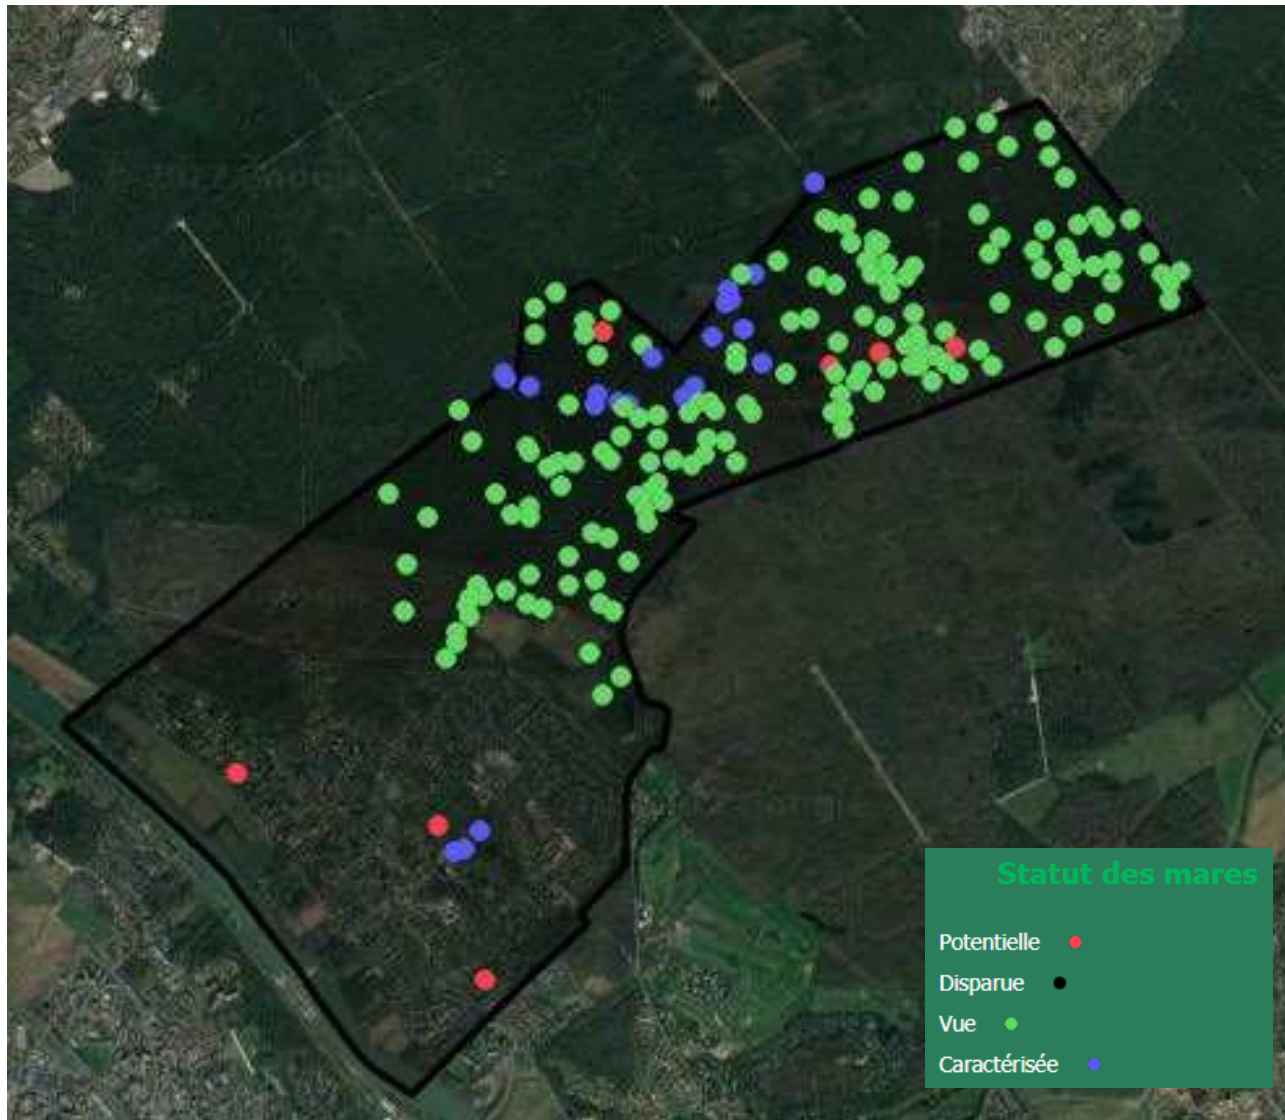 Statut des mares
Potentielle
Disparue
Vue
Caractérisée